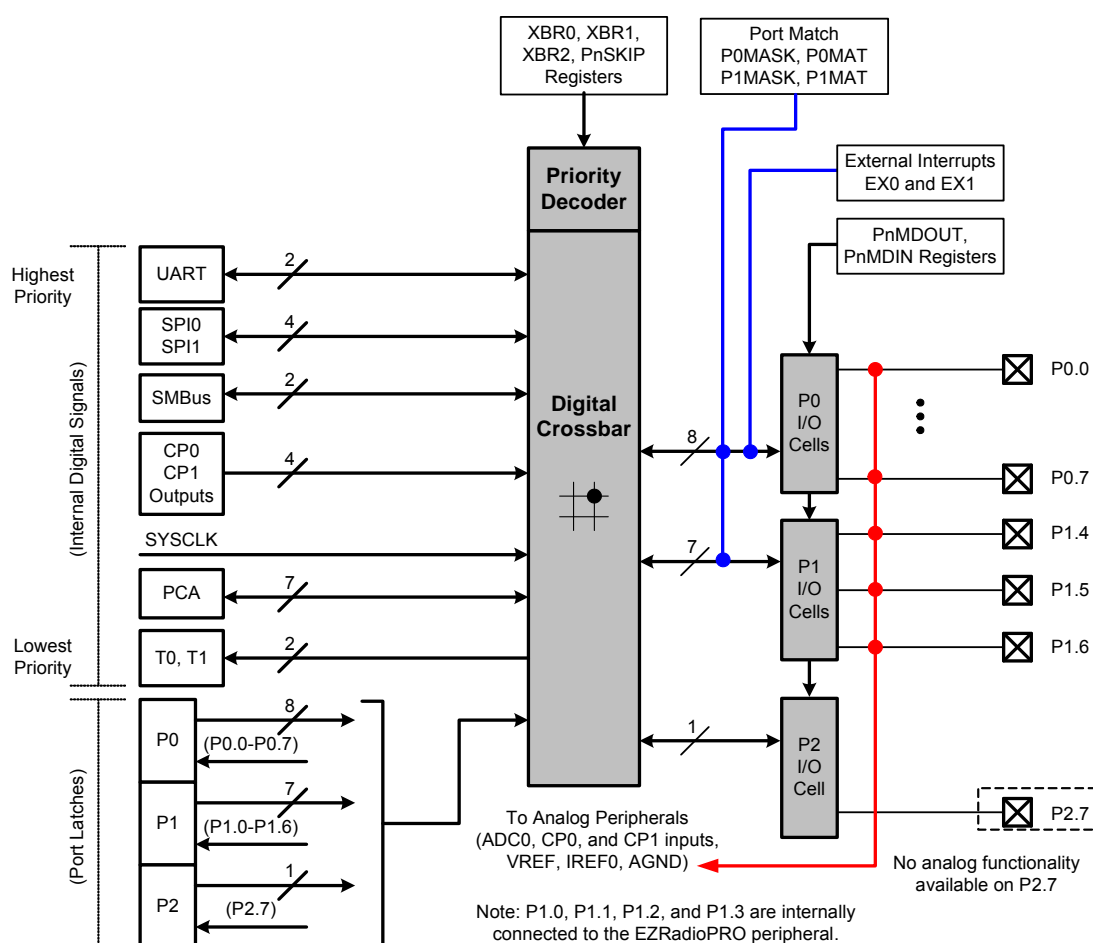 XBR0, XBR1,
XBR2, PnSKIP
Registers
Port Match
P0MASK, P0MAT
P1MASK, P1MAT
External Interrupts
EX0 and EX1
PnMDOUT,
PnMDIN Registers
Priority
Decoder
Digital
Crossbar
Highest
Priority
(Internal Digital Signals)
Lowest
Priority
(Port Latches)
UART
2
SPI0
SPI1
4
SMBus
2
CP0
CP1
Outputs
4
SYSCLK
PCA
7
T0, T1
2
P0
8
(P0.0-P0.7)
P1
7
(P1.0-P1.6)
P2
1
(P2.7)
8
7
1
P0
I/O
Cells
P1
I/O
Cells
P2
I/O
Cell
P0.0
P0.7
P1.4
P1.5
P1.6
P2.7
To Analog Peripherals
(ADC0, CP0, and CP1 inputs,
VREF, IREF0, AGND)
No analog functionality
available on P2.7
Note: P1.0, P1.1, P1.2, and P1.3 are internally
connected to the EZRadioPRO peripheral.